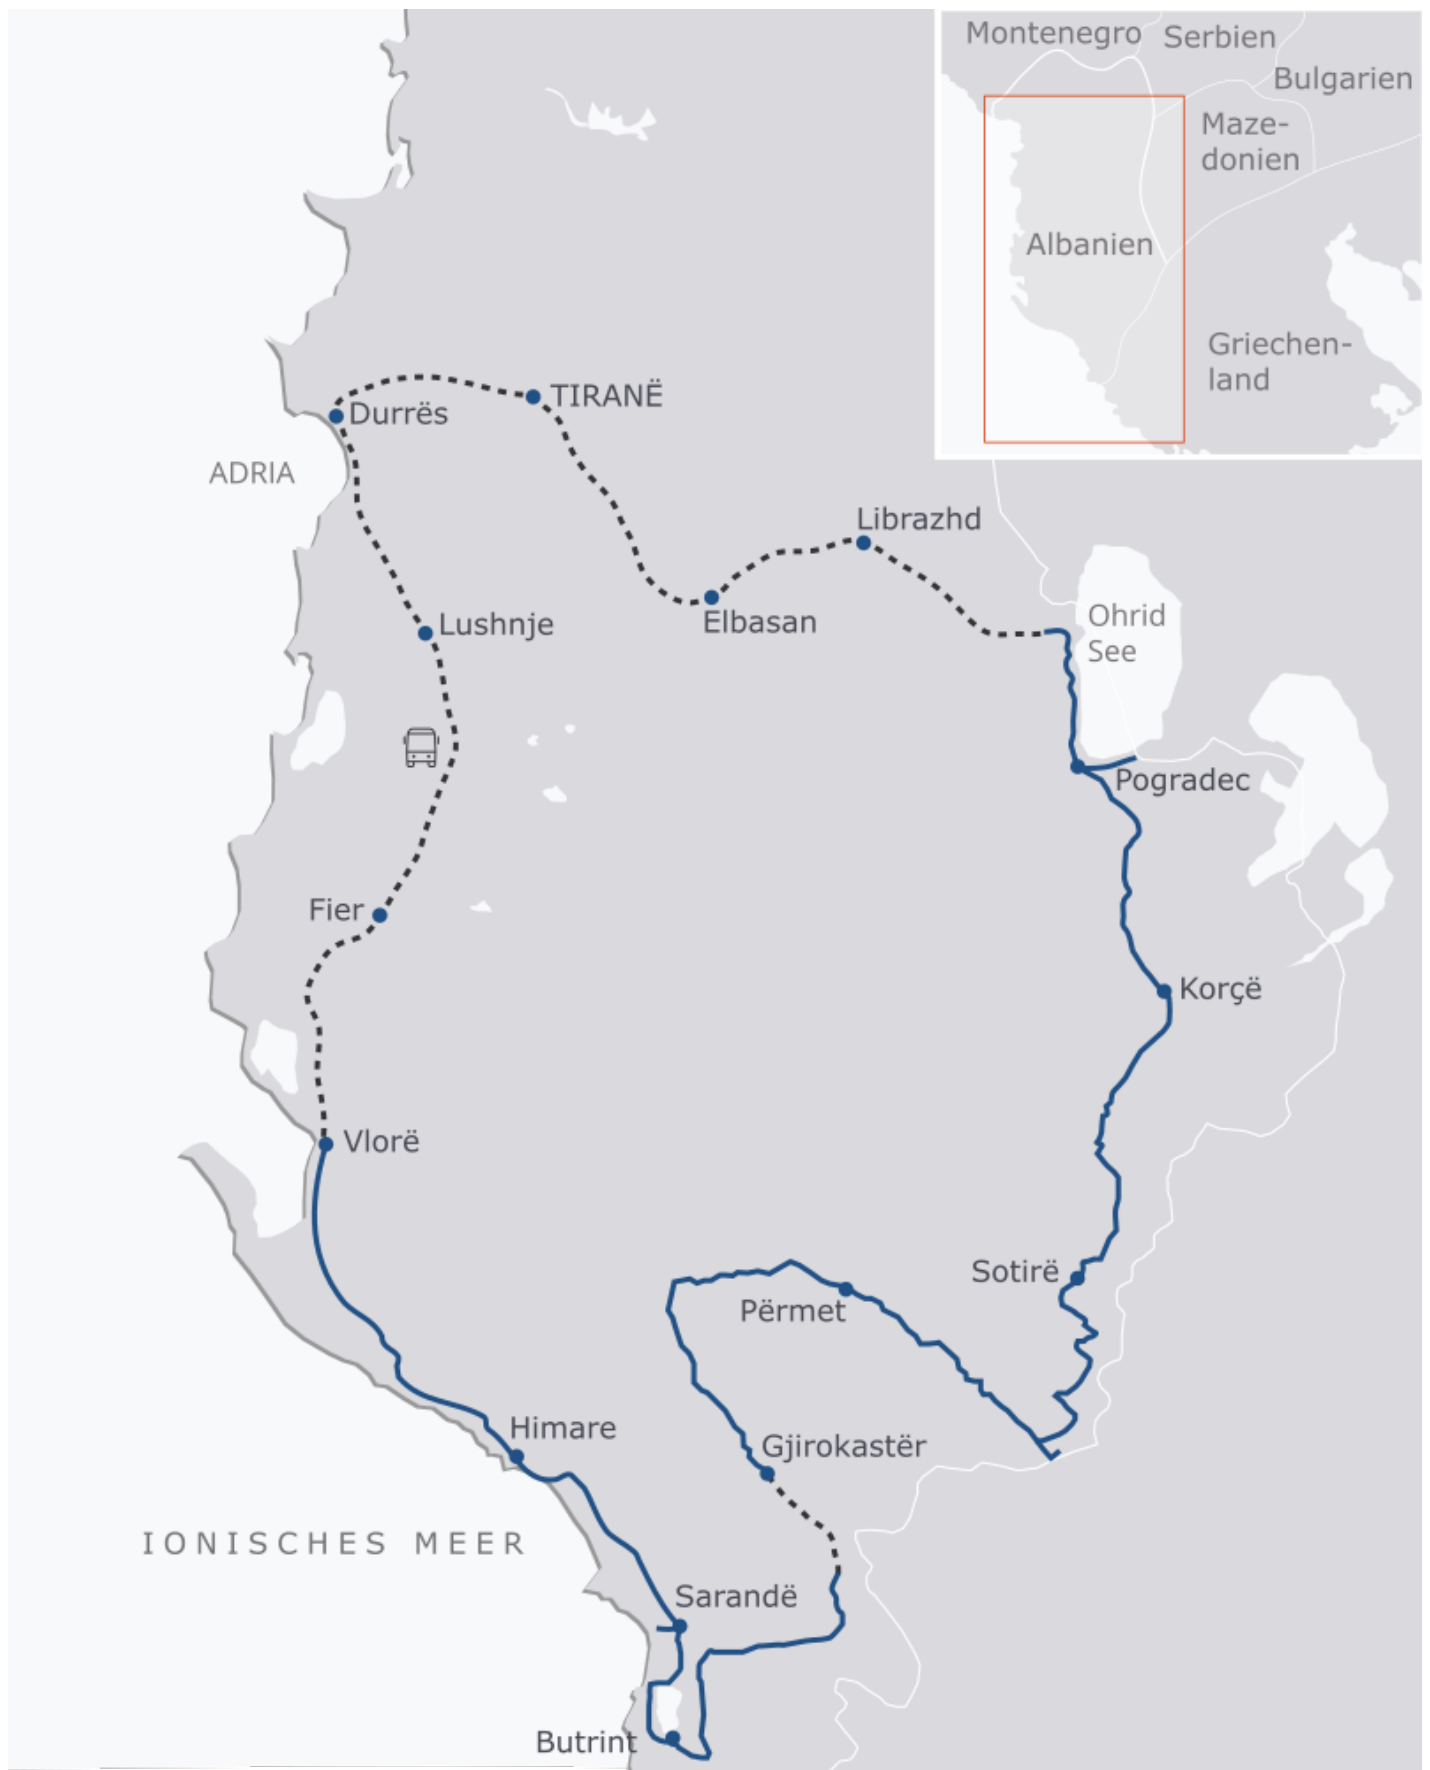 Montenegro
Serbien
Bulgarien
Maze-
donien
Albanien
Griechen-
land
TIRANË
Durrës
ADRIA
Librazhd
Elbasan
Lushnje
Ohrid
See
Pogradec
Fier
Korçë
Vlorë
Sotirë
Përmet
Himare
Gjirokastër
IONISCHES MEER
Sarandë
Butrint